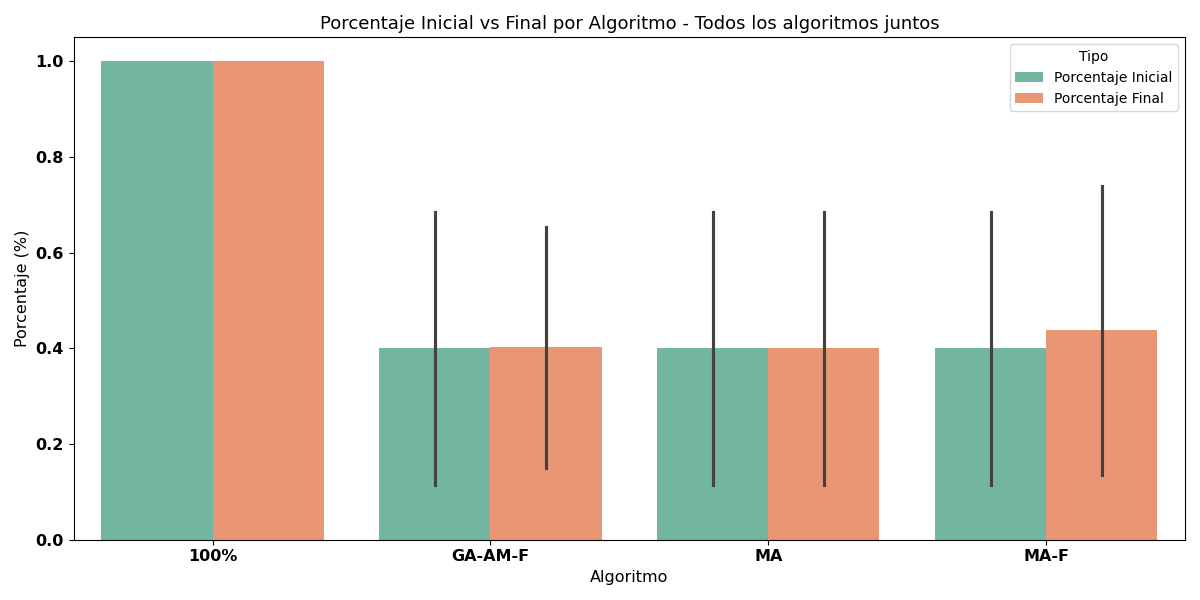 Porcentaje Inicial vs Final por Algoritmo - Todos los algoritmos juntos
Tipo
Porcentaje Inicial
Porcentaje Final
Porcentaje (%)
1.0
0.8
0.6
0.4
0.2
0.0
100%
GA-AM-F
MA
MA-F
Algoritmo